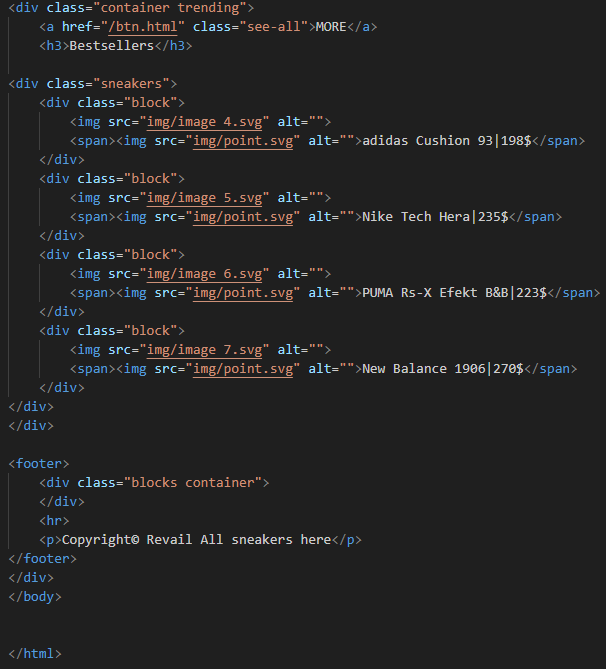 <div class="container trending">
    <a href="/btn.html" class="see-all">MORE</a>
    <h3>Bestsellers</h3>

<div class="sneakers">
    <div class="block">
        <img src="img/image 4.svg" alt="">
        <span><img src="img/point.svg" alt="">adidas Cushion 93|198$</span>
    </div>
    <div class="block">
        <img src="img/image 5.svg" alt="">
        <span><img src="img/point.svg" alt="">Nike Tech Hera|235$</span>
    </div>
    <div class="block">
        <img src="img/image 6.svg" alt="">
        <span><img src="img/point.svg" alt="">PUMA Rs-X Efekt B&B|223$</span>
    </div>
    <div class="block">
        <img src="img/image 7.svg" alt="">
        <span><img src="img/point.svg" alt="">New Balance 1906|270$</span>
    </div>
</div>
</div>

<footer>
    <div class="blocks container">
    </div>
    <hr>
    <p>Copyright© Revail All sneakers here</p>
</footer>
</div>
</body>


</html>